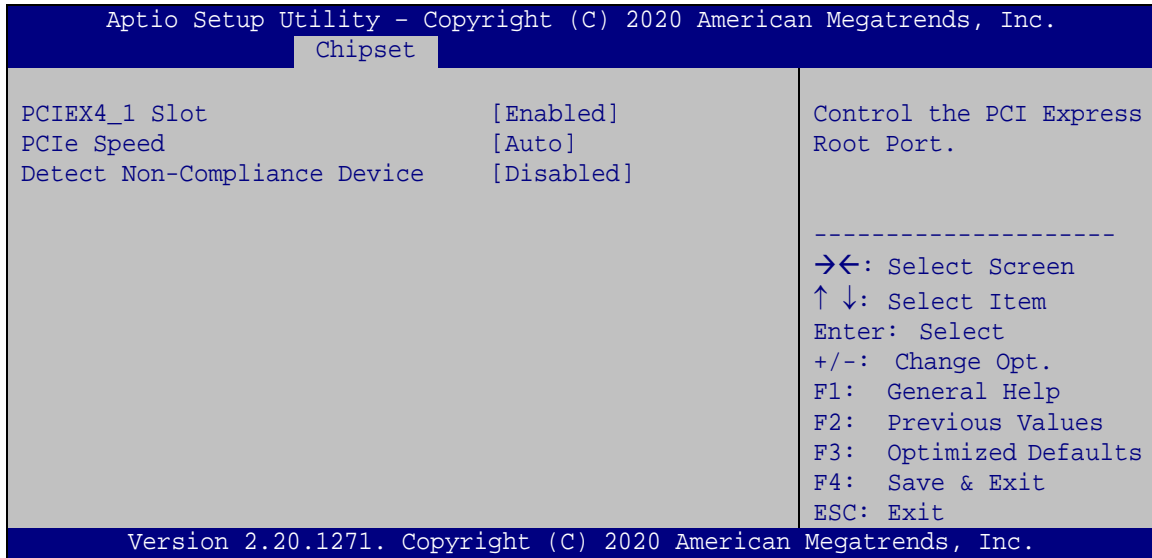 Aptio Setup Utility – Copyright (C) 2020 American Megatrends, Inc.
Chipset
PCIEX4_1 Slot [Enabled]
PCIe Speed [Auto]
Detect Non-Compliance Device [Disabled]
Control the PCI Express
Root Port.
---------------------
→←: Select Screen
↑ ↓: Select Item
Enter: Select
+/-: Change Opt.
F1: General Help
F2: Previous Values
F3: Optimized Defaults
F4: Save & Exit
ESC: Exit
Version 2.20.1271. Copyright (C) 2020 American Megatrends, Inc.